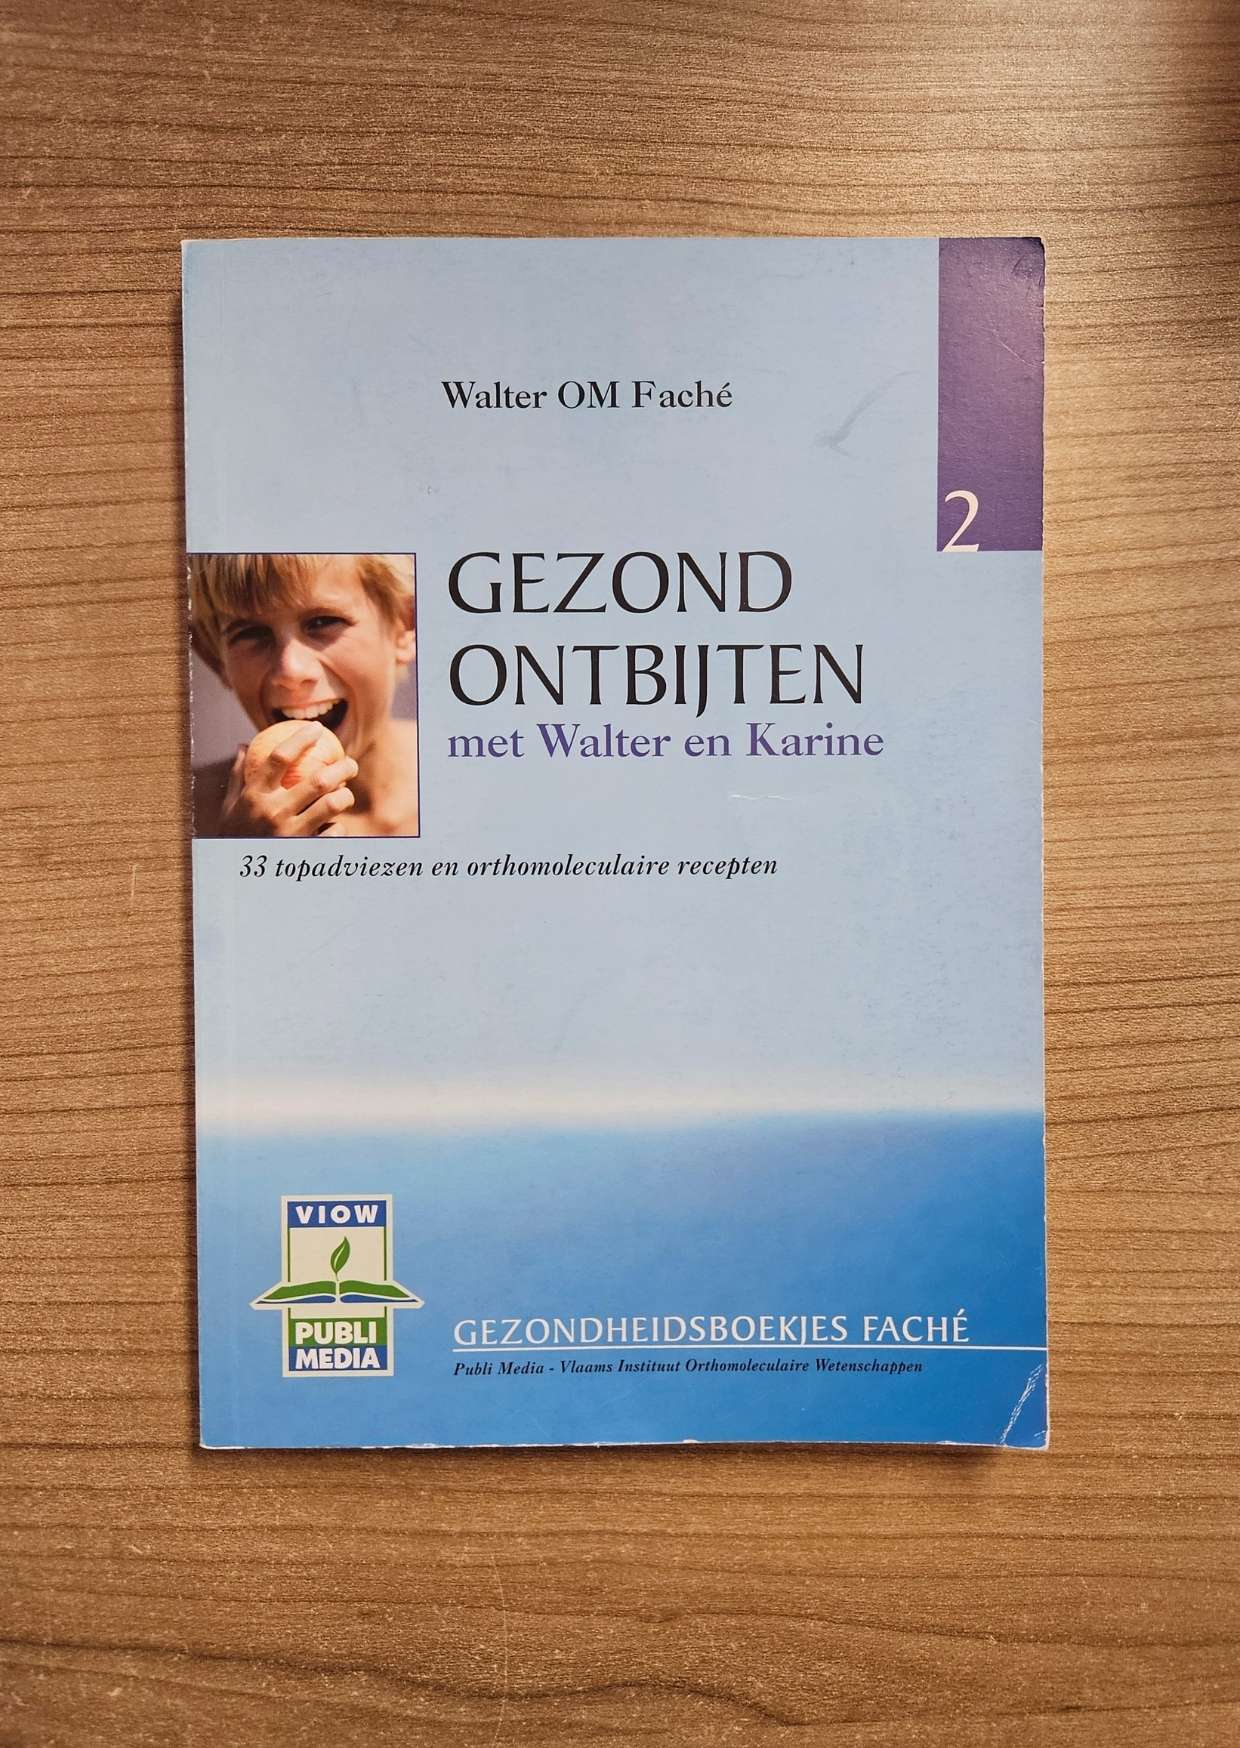 Walter OM Faché
2
GEZOND
ONTBIJTEN
met Walter en Karine
33 topadviezen en orthomoleculaire recepten
VIOW
PUBLI
MEDIA
GEZONDHEIDSBOEKJES FACHÉ
Publi Media - Vlaams Instituut Orthomoleculaire Wetenschappen